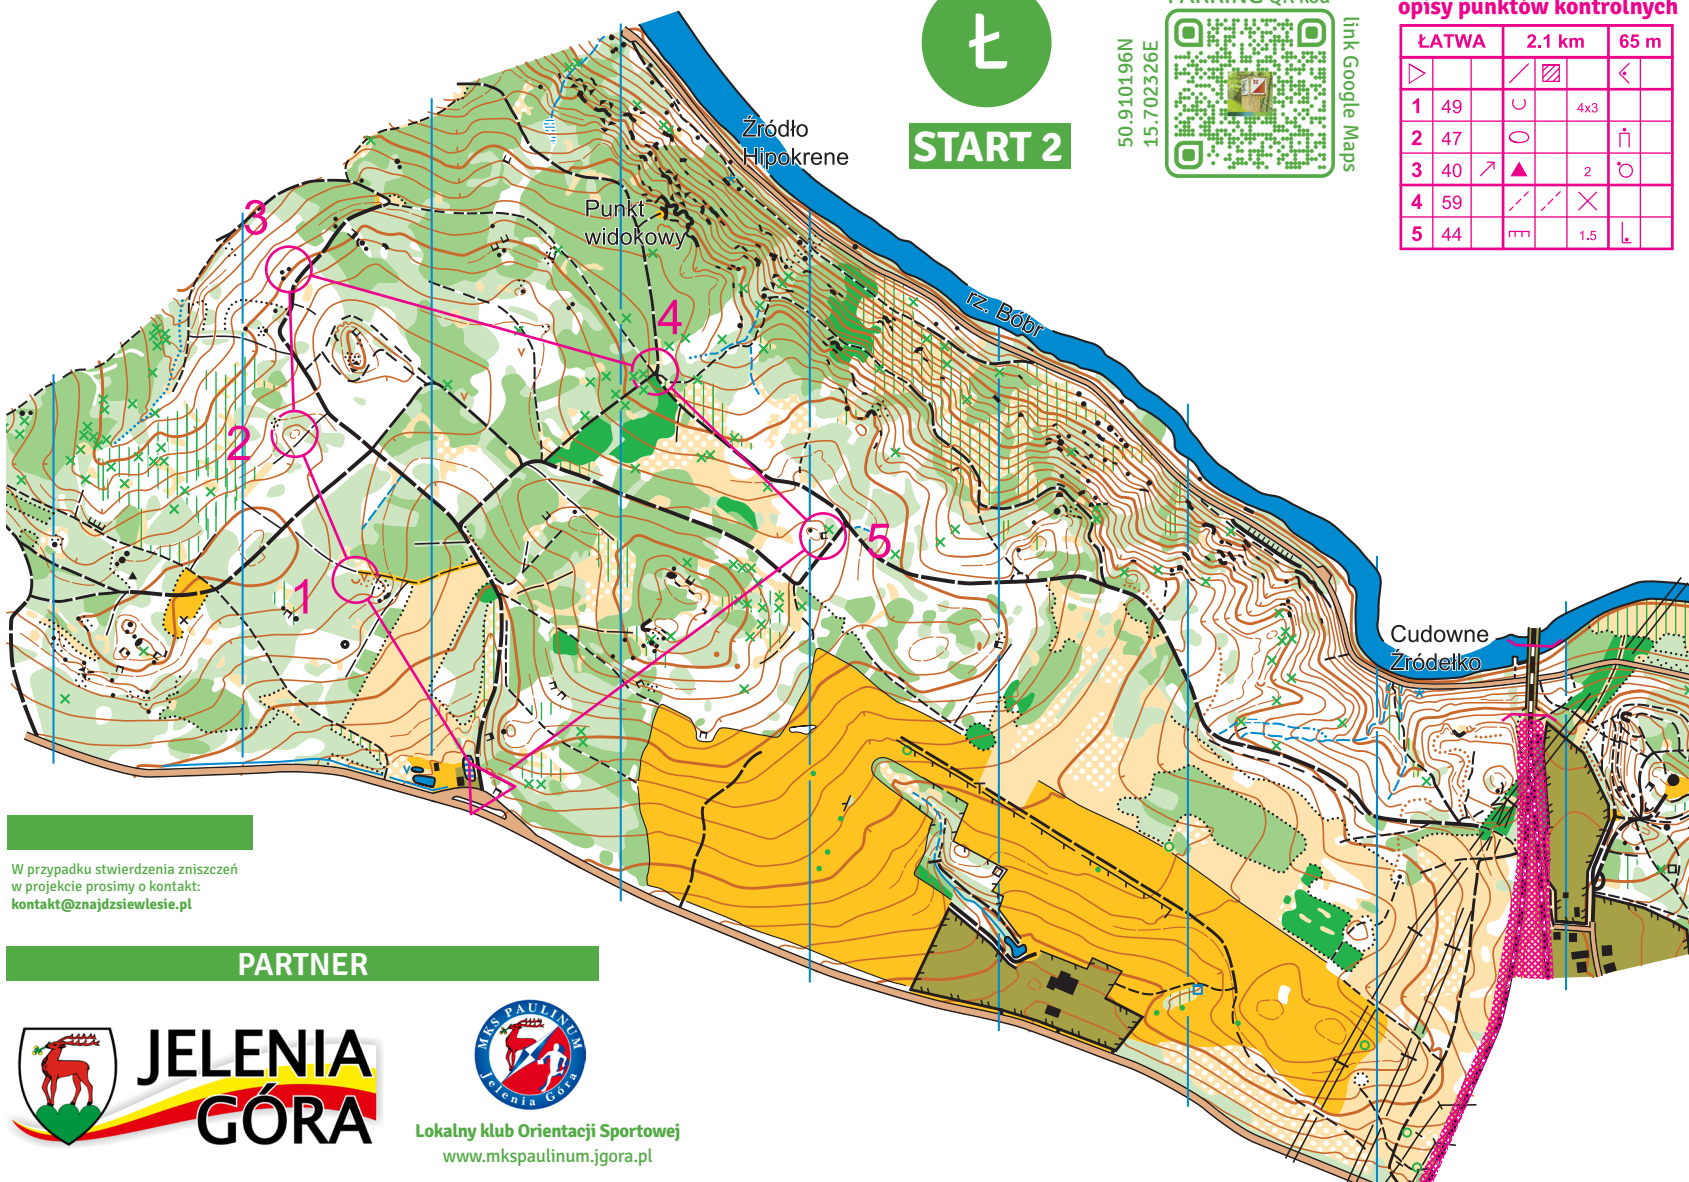 Ł
START 2
50.910196N
15.702326E
link Google Maps
opisy punktów kontrolnych
ŁATWA 2.1 km 65 m
1 49 4x3
2 47
3 40 2
4 59
5 44 1.5
Źródło
Hipokrene
Punkt
widokowy
rz. Bóbr
Cudowne
Źródełko
3
4
2
5
1
W przypadku stwierdzenia zniszczeń
w projekcie prosimy o kontakt:
kontakt@znajdzsiewlesie.pl
PARTNER
JELENIA
GÓRA
MKS PAULINUM
Jelenia Góra
Lokalny klub Orientacji Sportowej
www.mkspaulinum.jgora.pl